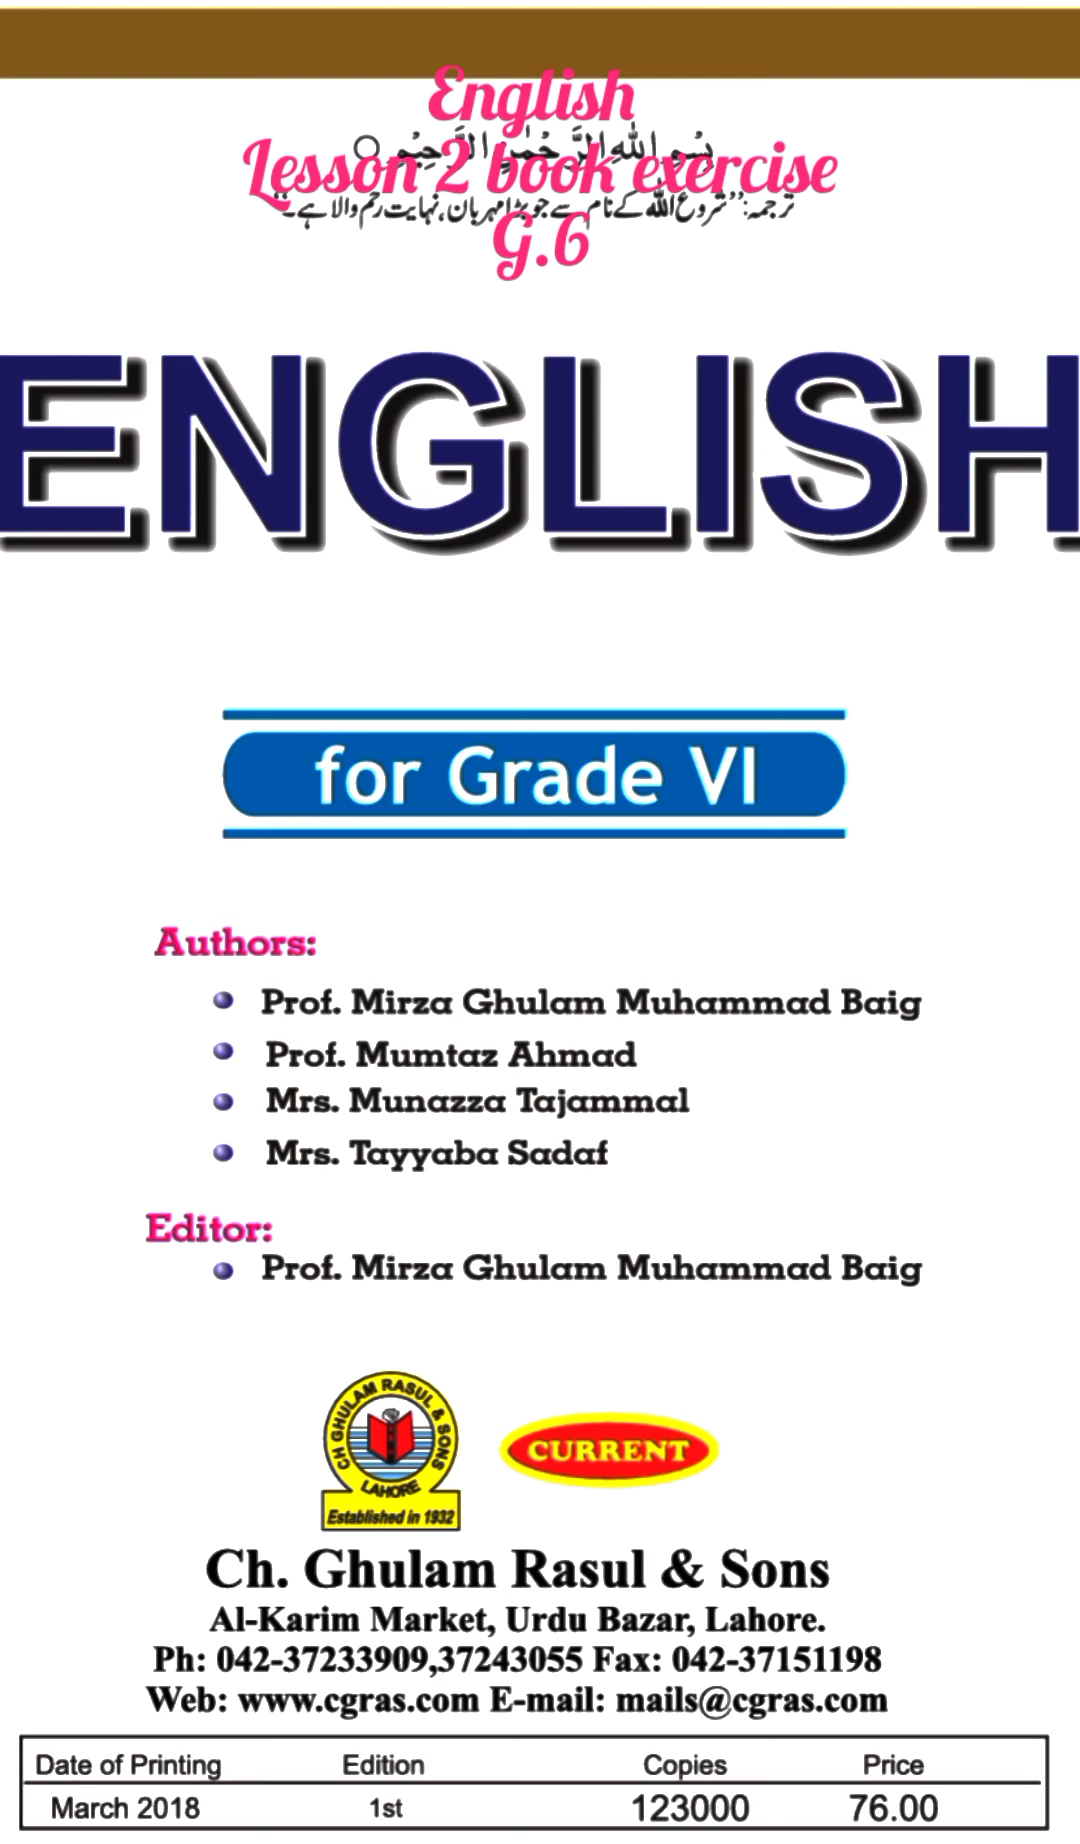 English
بِسْمِ اللهِ الرَّحْمٰنِ الرَّحِيْمِ
Lesson 2 book exercise
ترجمہ: ”شروع اللہ کے نام سے جو بڑا مہربان، نہایت رحم والا ہے۔“
G.6
ENGLISH
for Grade VI
Authors:
Prof. Mirza Ghulam Muhammad Baig
Prof. Mumtaz Ahmad
Mrs. Munazza Tajammal
Mrs. Tayyaba Sadaf
Editor:
Prof. Mirza Ghulam Muhammad Baig
CH GHULAM RASUL & SONS
LAHORE
Established in 1932
CURRENT
Ch. Ghulam Rasul & Sons
Al-Karim Market, Urdu Bazar, Lahore.
Ph: 042-37233909,37243055 Fax: 042-37151198
Web: www.cgras.com E-mail: mails@cgras.com
Date of Printing Edition Copies Price
March 2018 1st 123000 76.00